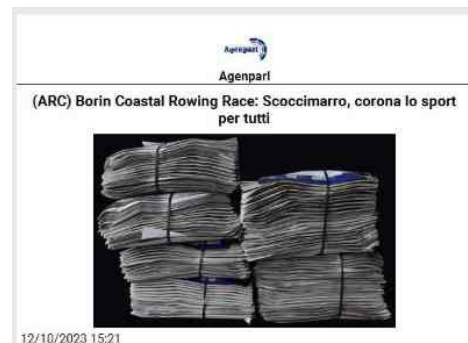 Agenparl
Agenparl
(ARC) Borin Coastal Rowing Race: Scoccimarro, corona lo sport
per tutti
12/10/2023 15:21